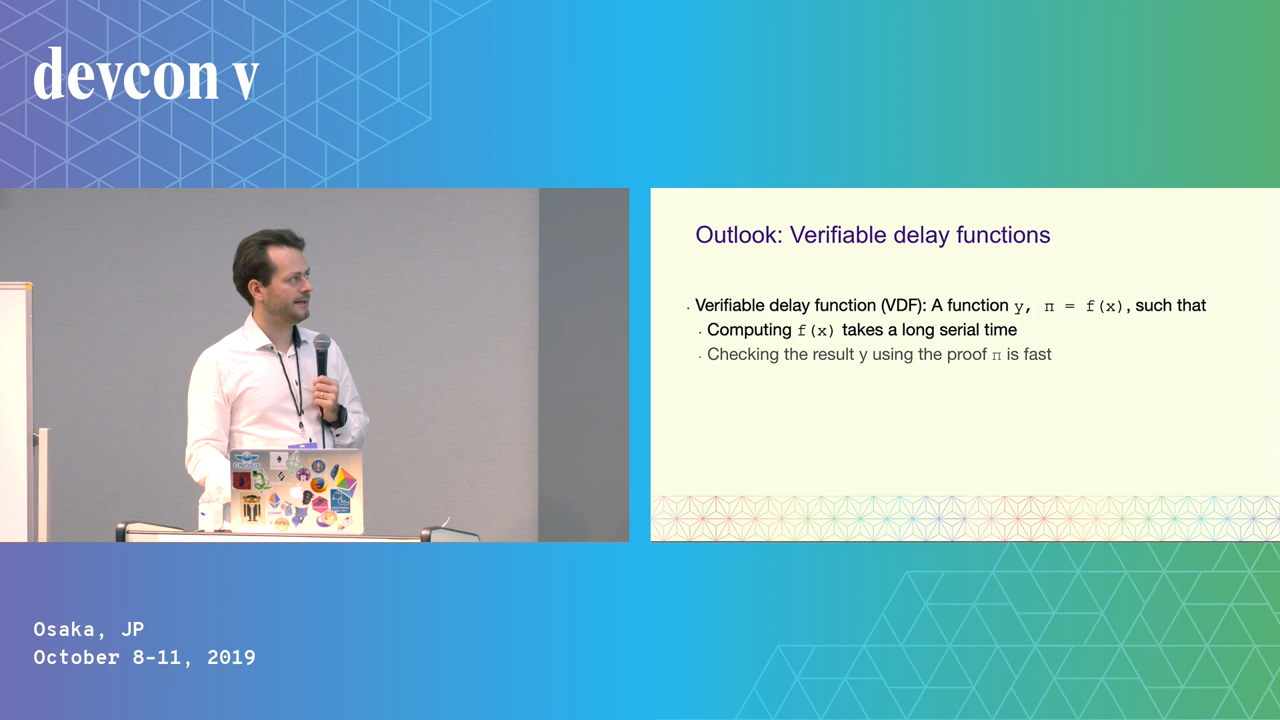 devcon v
Outlook: Verifiable delay functions
· Verifiable delay function (VDF): A function y, π = f(x), such that
· Computing f(x) takes a long serial time
· Checking the result y using the proof π is fast
Osaka, JP
October 8-11, 2019